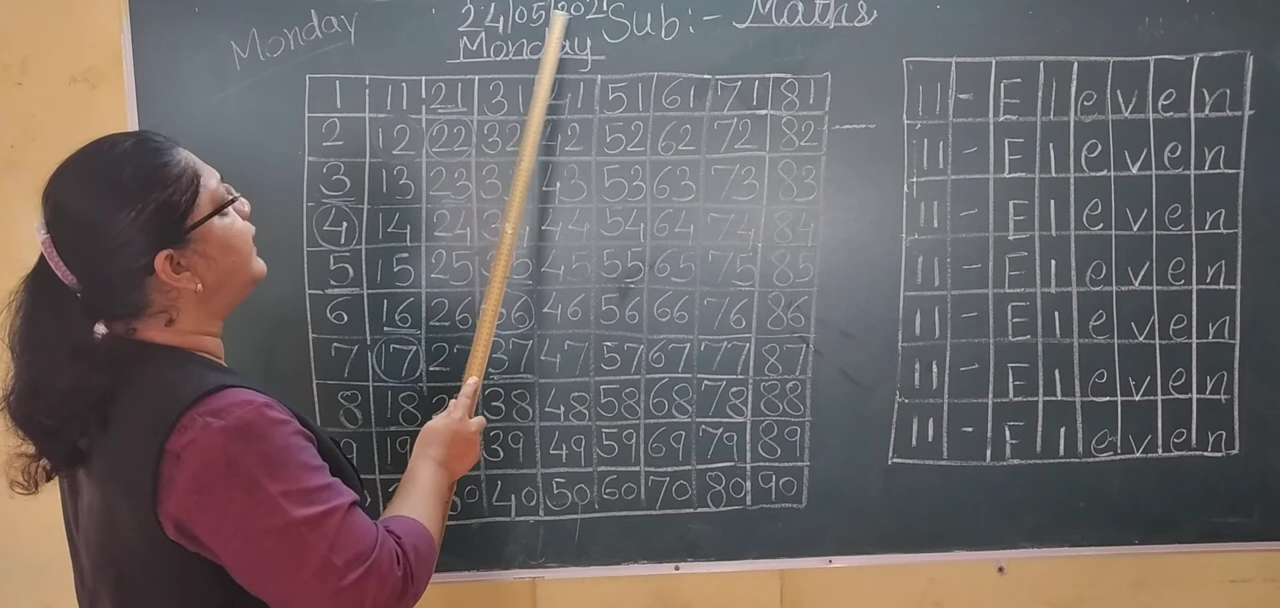 Monday 24/05/2021 Sub:- Maths
Monday
1 11 21 31 41 51 61 71 81
2 12 22 32 42 52 62 72 82
3 13 23 3 43 53 63 73 83
4 14 24 44 54 64 74 84
5 15 25 35 45 55 65 75 85
6 16 26 36 46 56 66 76 86
7 17 27 37 47 57 67 77 87
8 18 2 38 48 58 68 78 88
9 19 39 49 59 69 79 89
40 50 60 70 80 90
11 - Eleven
11 - Eleven
11 - Eleven
11 - Eleven
11 - Eleven
11 - Eleven
11 - Eleven